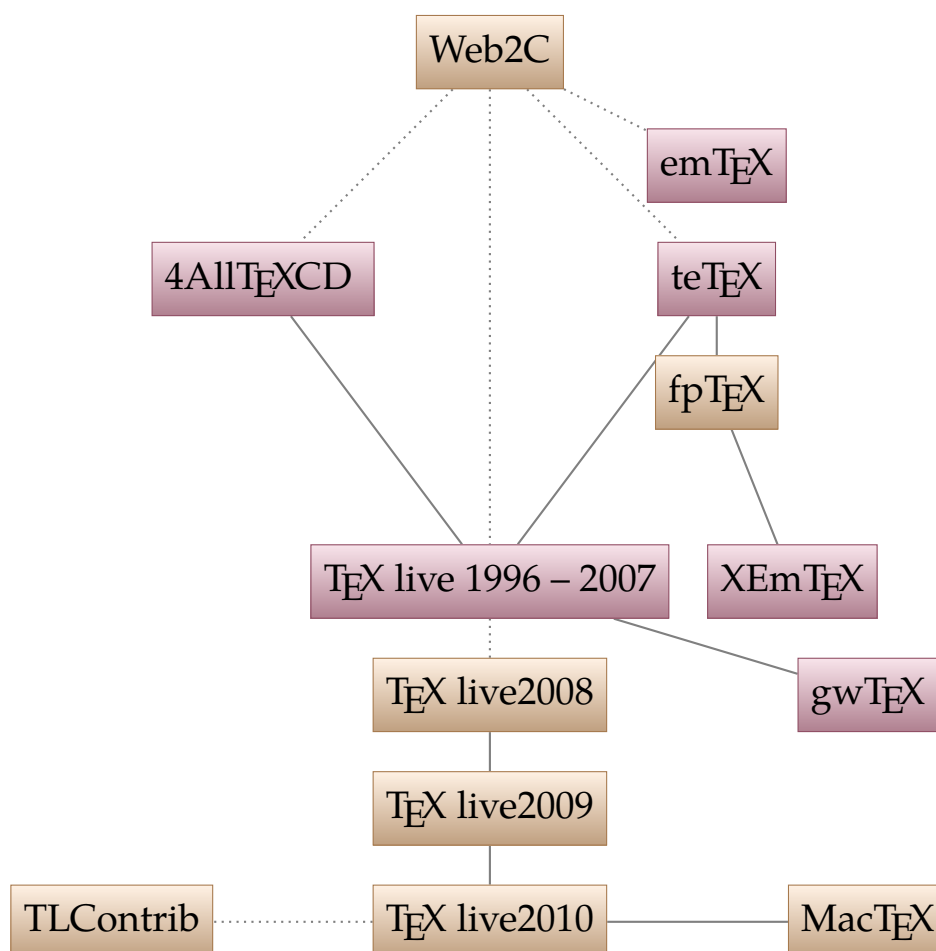 Web2C
emTEX
4AllTEXCD
teTEX
fpTEX
TEX live 1996 – 2007
XEmTEX
TEX live2008
gwTEX
TEX live2009
TLContrib
TEX live2010
MacTEX